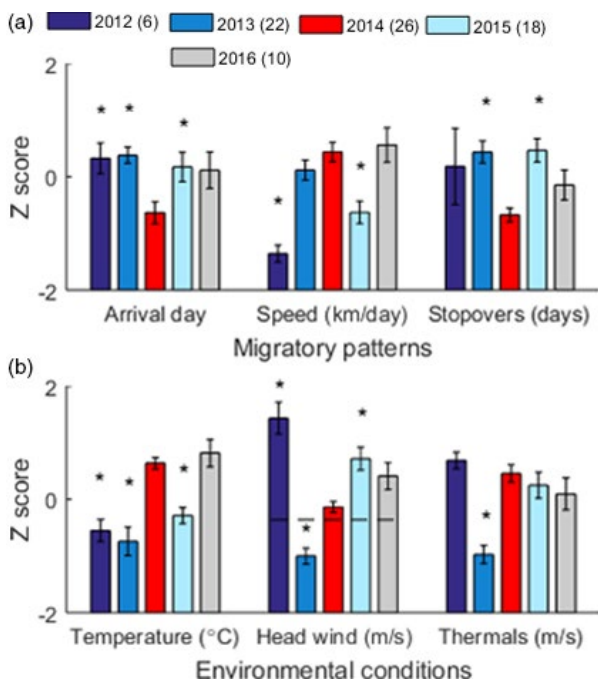 (a) 2012 (6) 2013 (22) 2014 (26) 2015 (18)
2016 (10)
2
*
*
*
*
*
Z score
0
*
*
-2
Arrival day Speed (km/day) Stopovers (days)
Migratory patterns
(b)
2
*
*
*
*
*
*
*
Z score
0
-2
Temperature (°C) Head wind (m/s) Thermals (m/s)
Environmental conditions